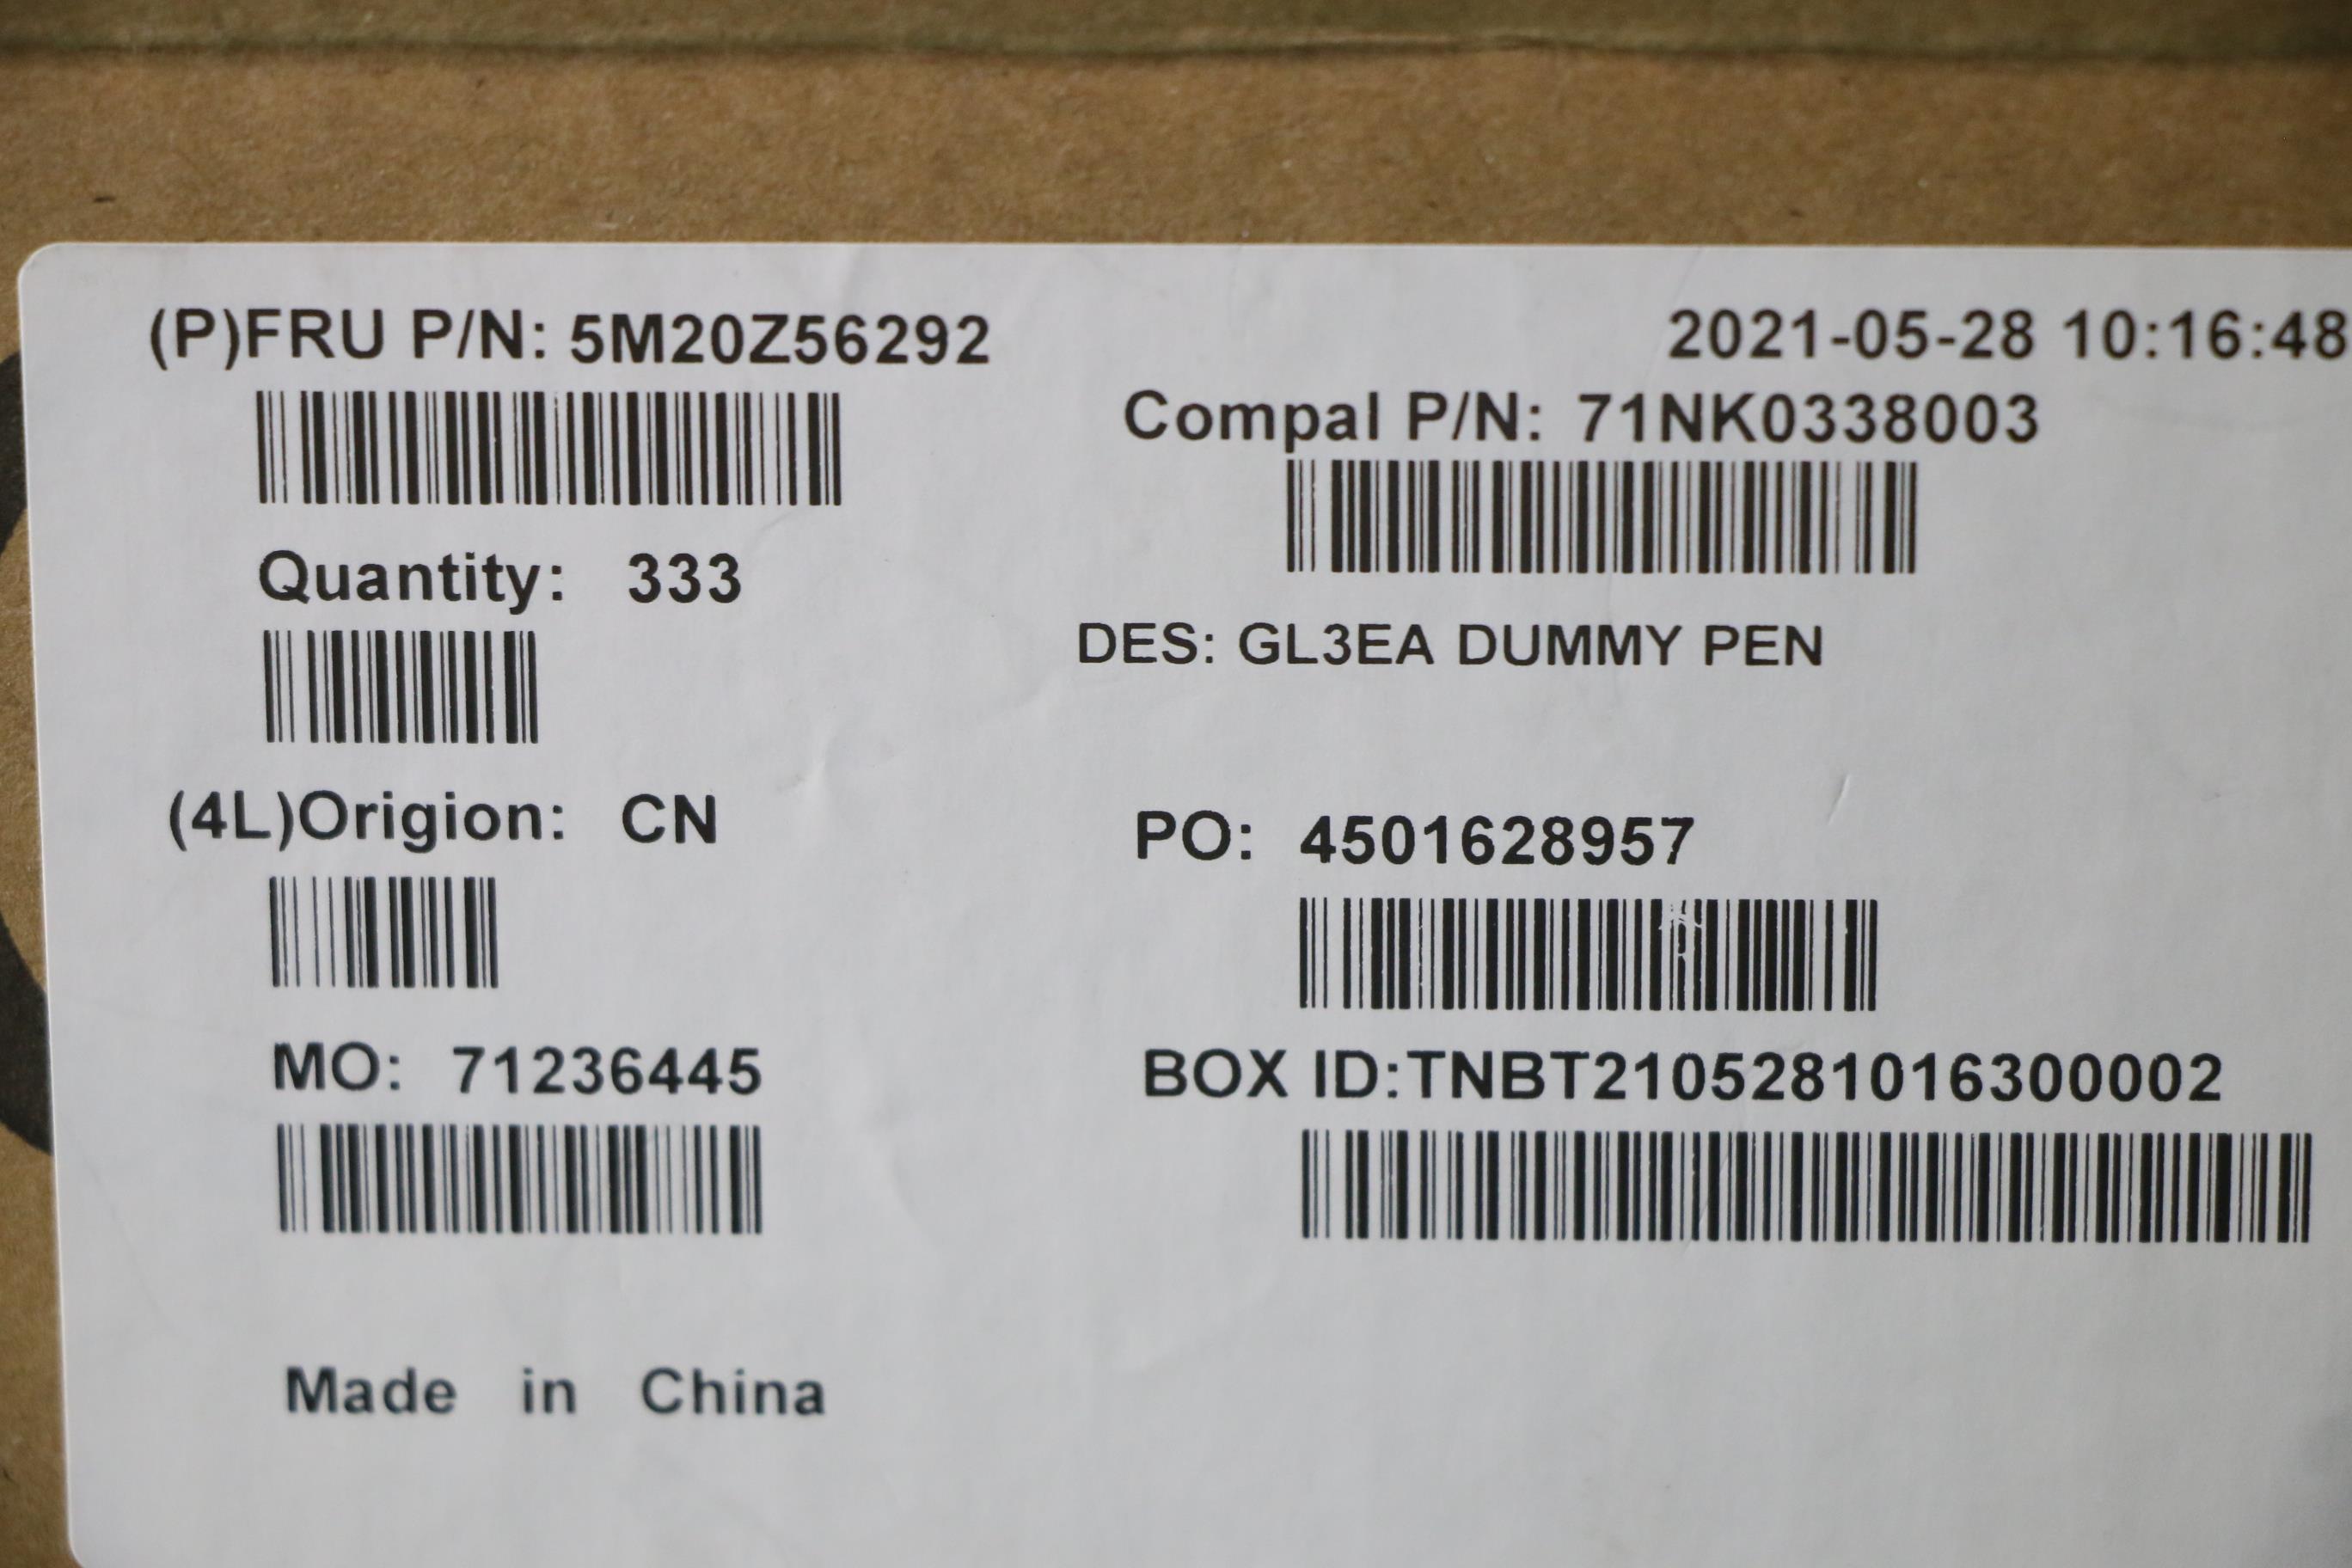 (P)FRU P/N: 5M20Z56292
2021-05-28 10:16:48
Compal P/N: 71NK0338003
Quantity: 333
DES: GL3EA DUMMY PEN
(4L)Origion: CN
PO: 4501628957
MO: 71236445
BOX ID:TNBT2105281016300002
Made in China